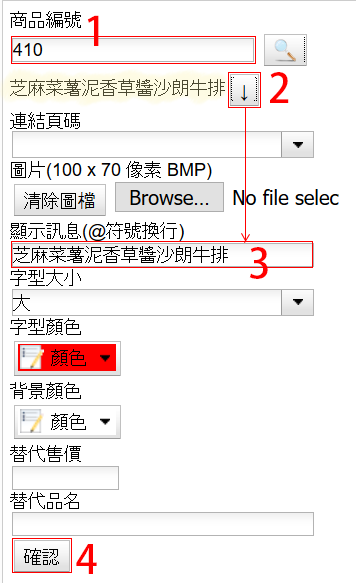 商品編號 1
410
芝麻菜薯泥香草醬沙朗牛排 ↓ 2
連結頁碼
圖片(100 x 70 像素 BMP)
清除圖檔 Browse... No file selec
顯示訊息(@符號換行)
芝麻菜薯泥香草醬沙朗牛排 3
字型大小
大
字型顏色
顏色
背景顏色
顏色
替代售價
替代品名
確認 4